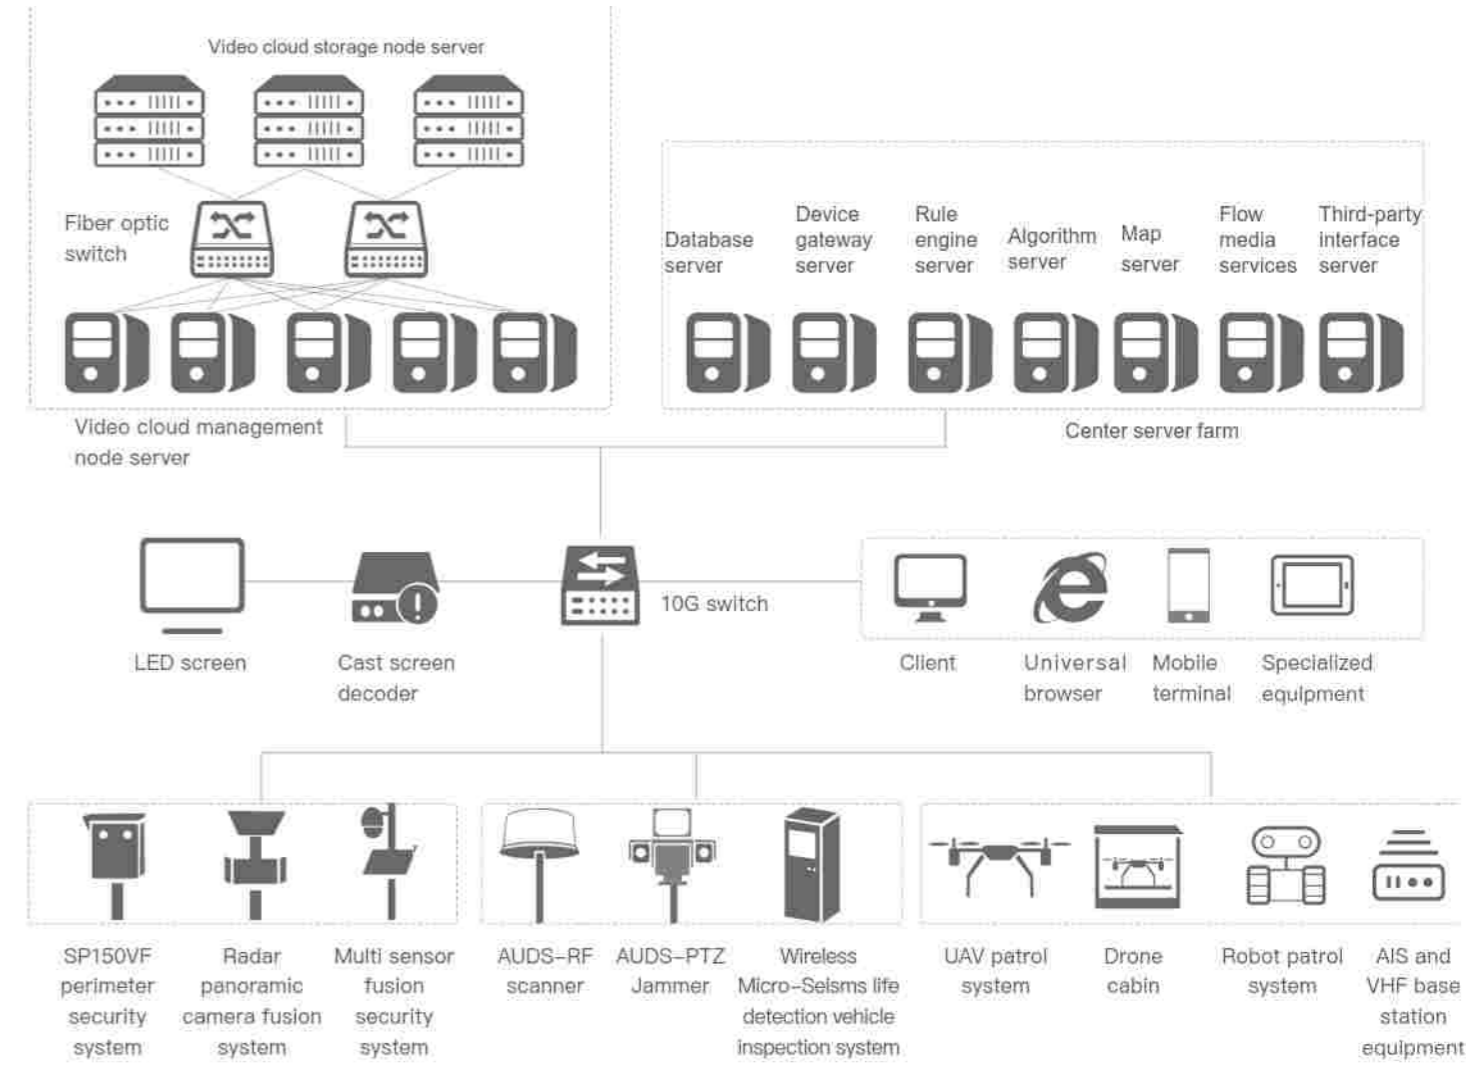 Video cloud storage node server
Fiber optic
switch
Video cloud management
node server
Database
server
Device
gateway
server
Rule
engine
server
Algorithm
server
Map
server
Flow
media
services
Third-party
interface
server
Center server farm
LED screen
Cast screen
decoder
10G switch
Client
Universal
browser
Mobile
terminal
Specialized
equipment
SP150VF
perimeter
security
system
Radar
panoramic
camera fusion
system
Multi sensor
fusion
security
system
AUDS-RF
scanner
AUDS-PTZ
Jammer
Wireless
Micro-Selsms life
detection vehicle
inspection system
UAV patrol
system
Drone
cabin
Robot patrol
system
AIS and
VHF base
station
equipment